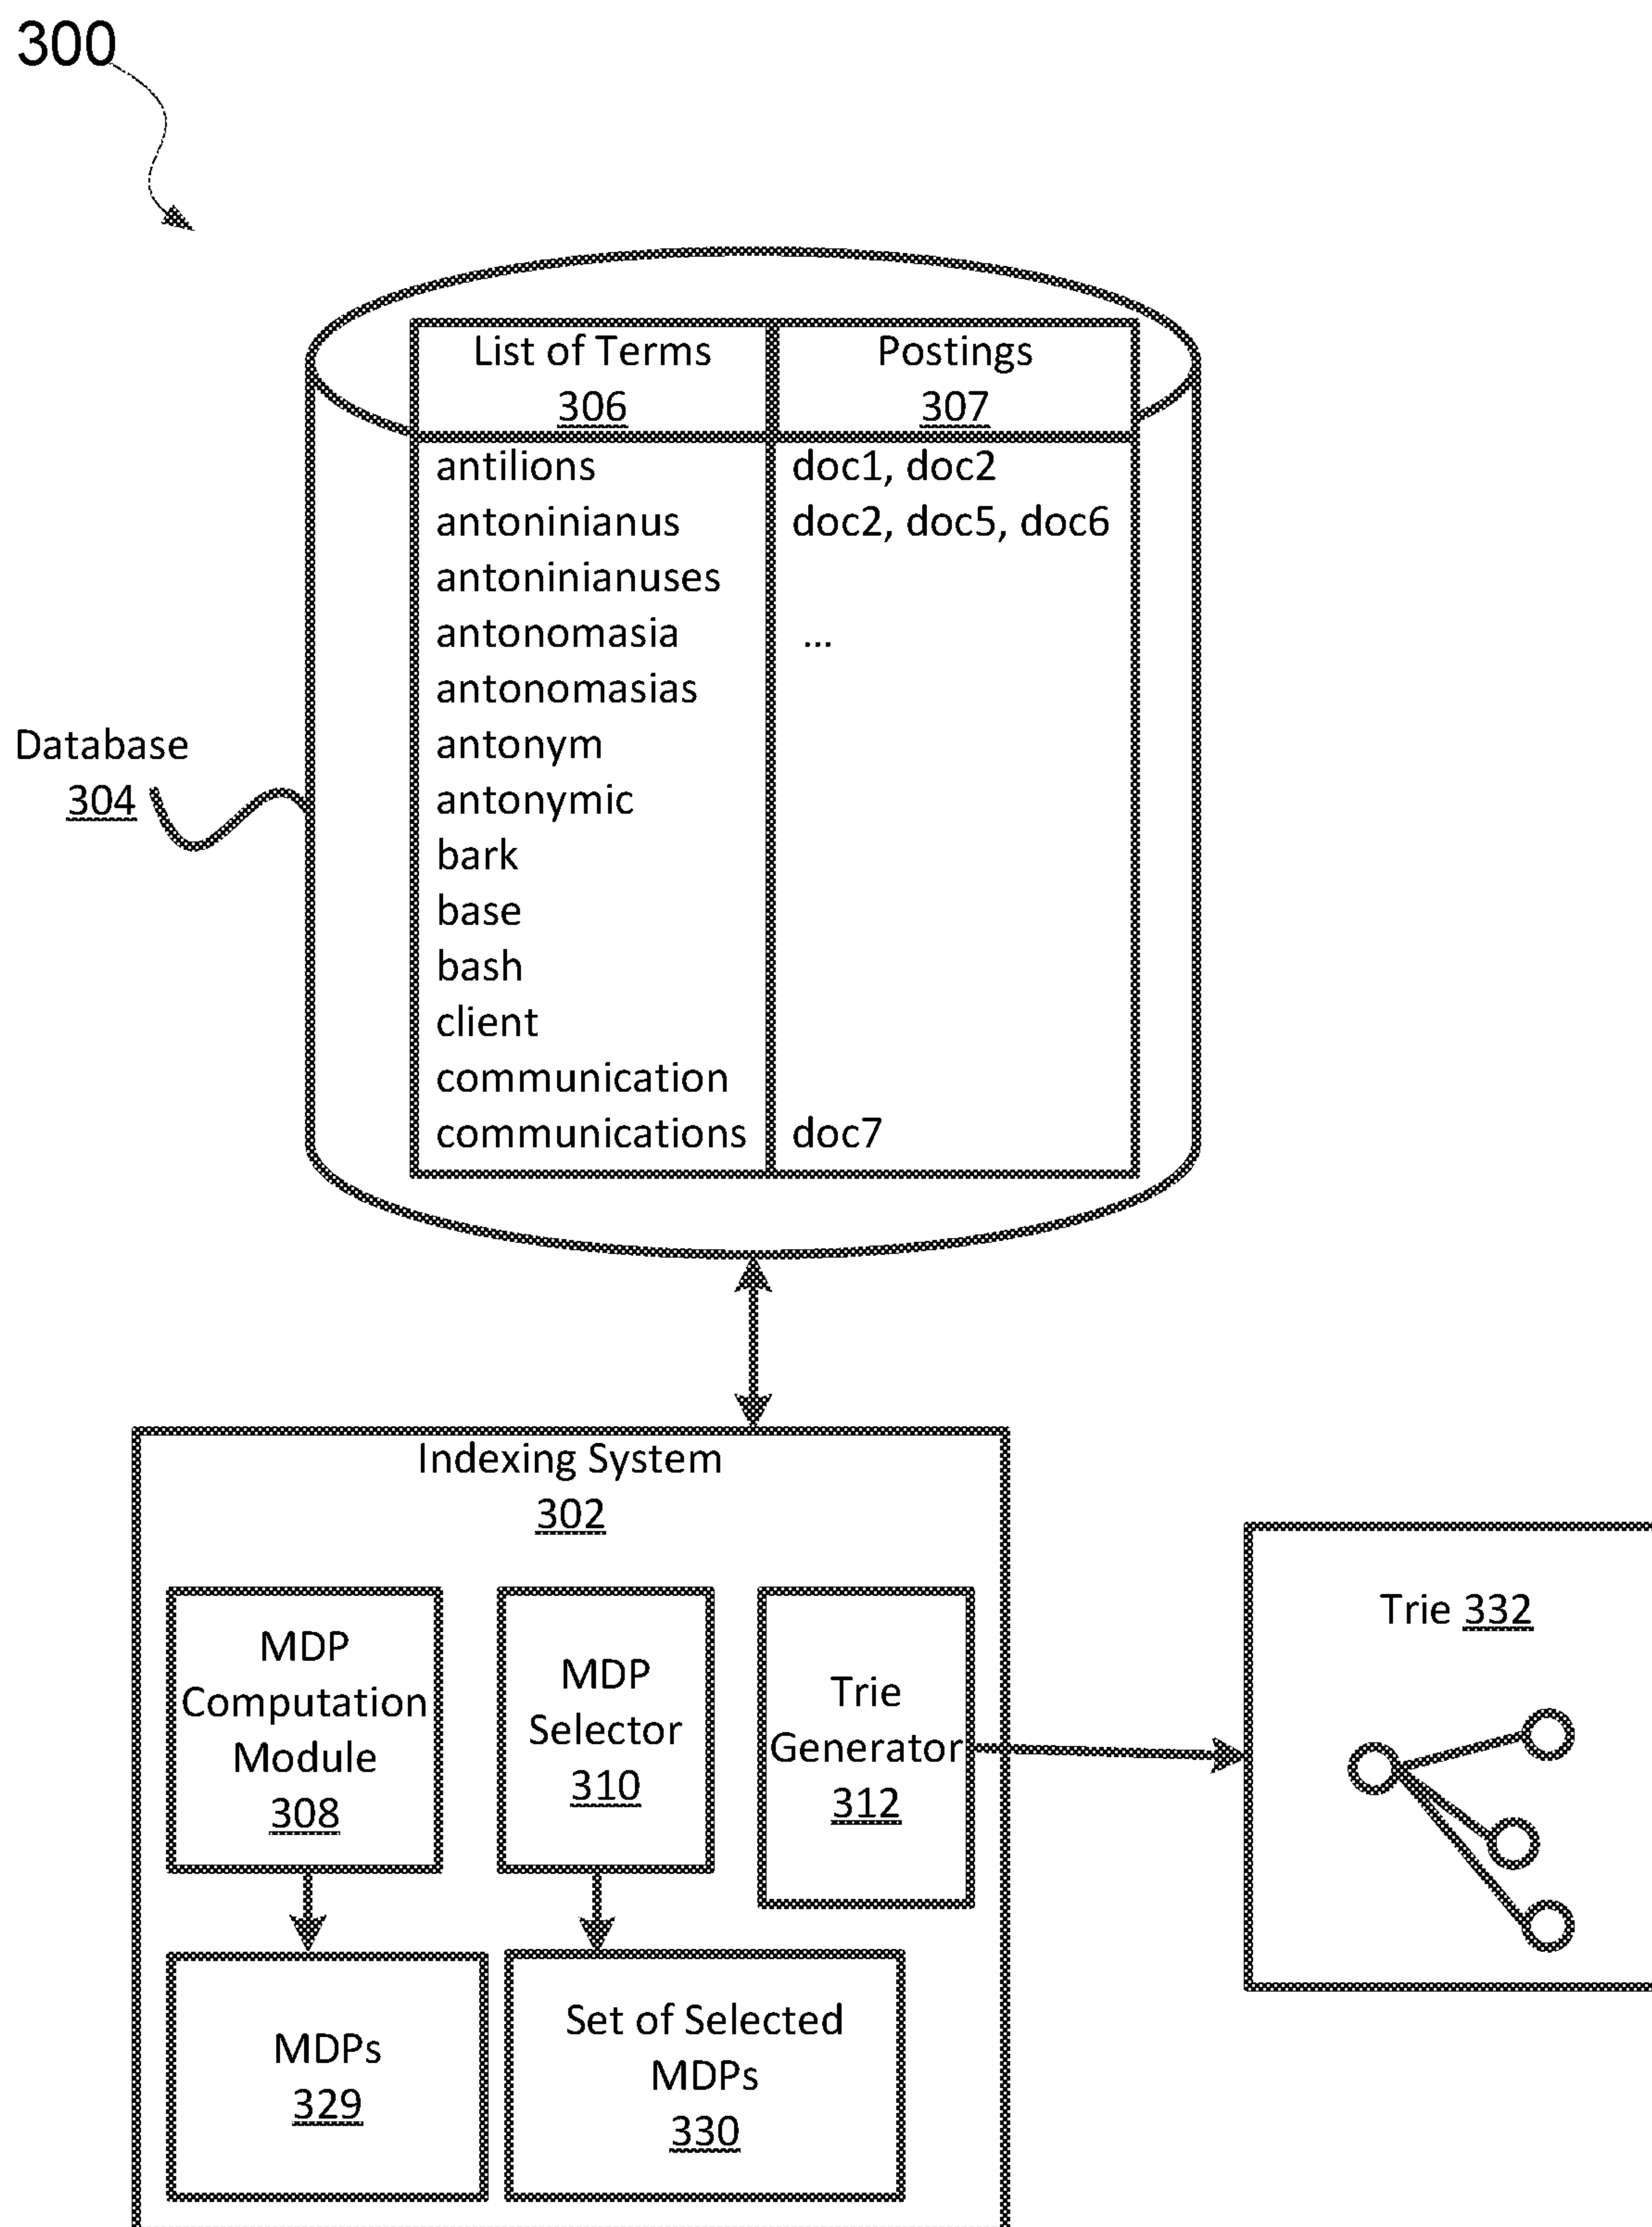 300
List of Terms
306
Postings
307
antilions
doc1, doc2
antoninianus
doc2, doc5, doc6
antoninianuses
antonomasia
...
antonomasias
antonym
antonymic
bark
base
bash
client
communication
communications
doc7
Database
304
Indexing System
302
MDP
Computation
Module
308
MDP
Selector
310
Trie
Generator
312
MDPs
329
Set of Selected
MDPs
330
Trie 332